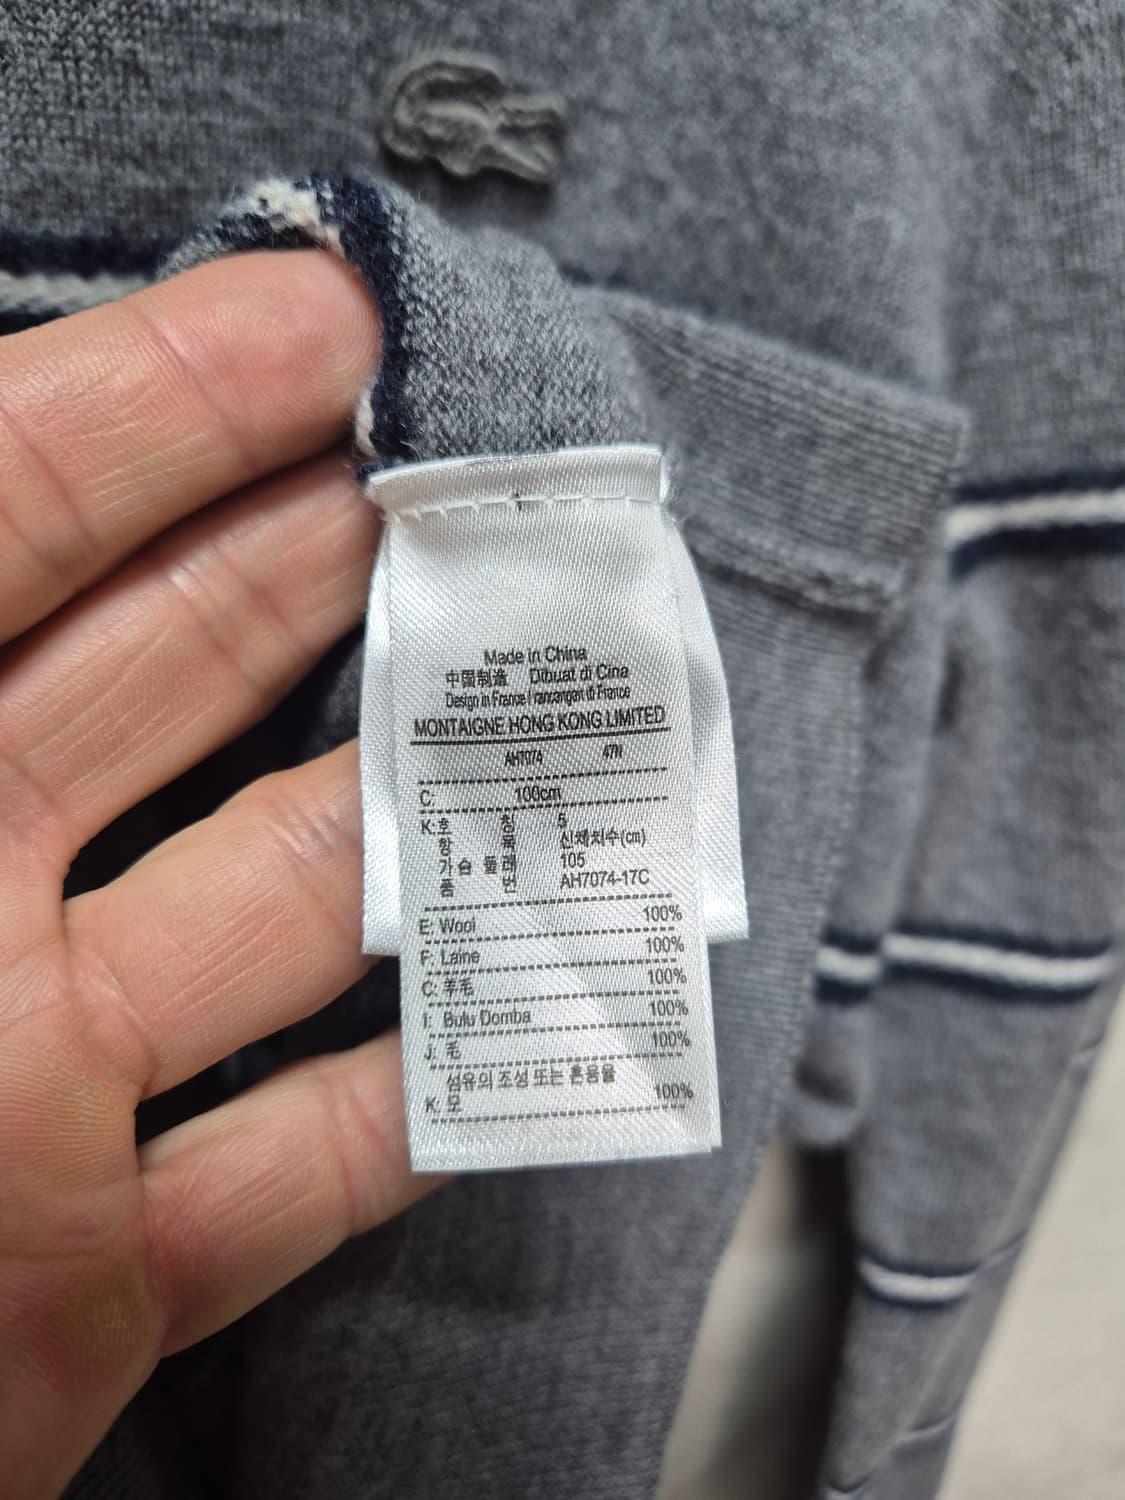 Made in China
中国制造 Dibuat di Cina
Design in France / rancangan di France
MONTAIGNE HONG KONG LIMITED
AH7074 47N
C: 100cm
K: 호 칭 5
항 목 신체치수(cm)
가 슴 둘 레 105
품 번 AH7074-17C
E: Wool 100%
F: Laine 100%
C: 羊毛 100%
I: Bulu Domba 100%
J: 毛 100%
섬유의 조성 또는 혼용율
K: 모 100%